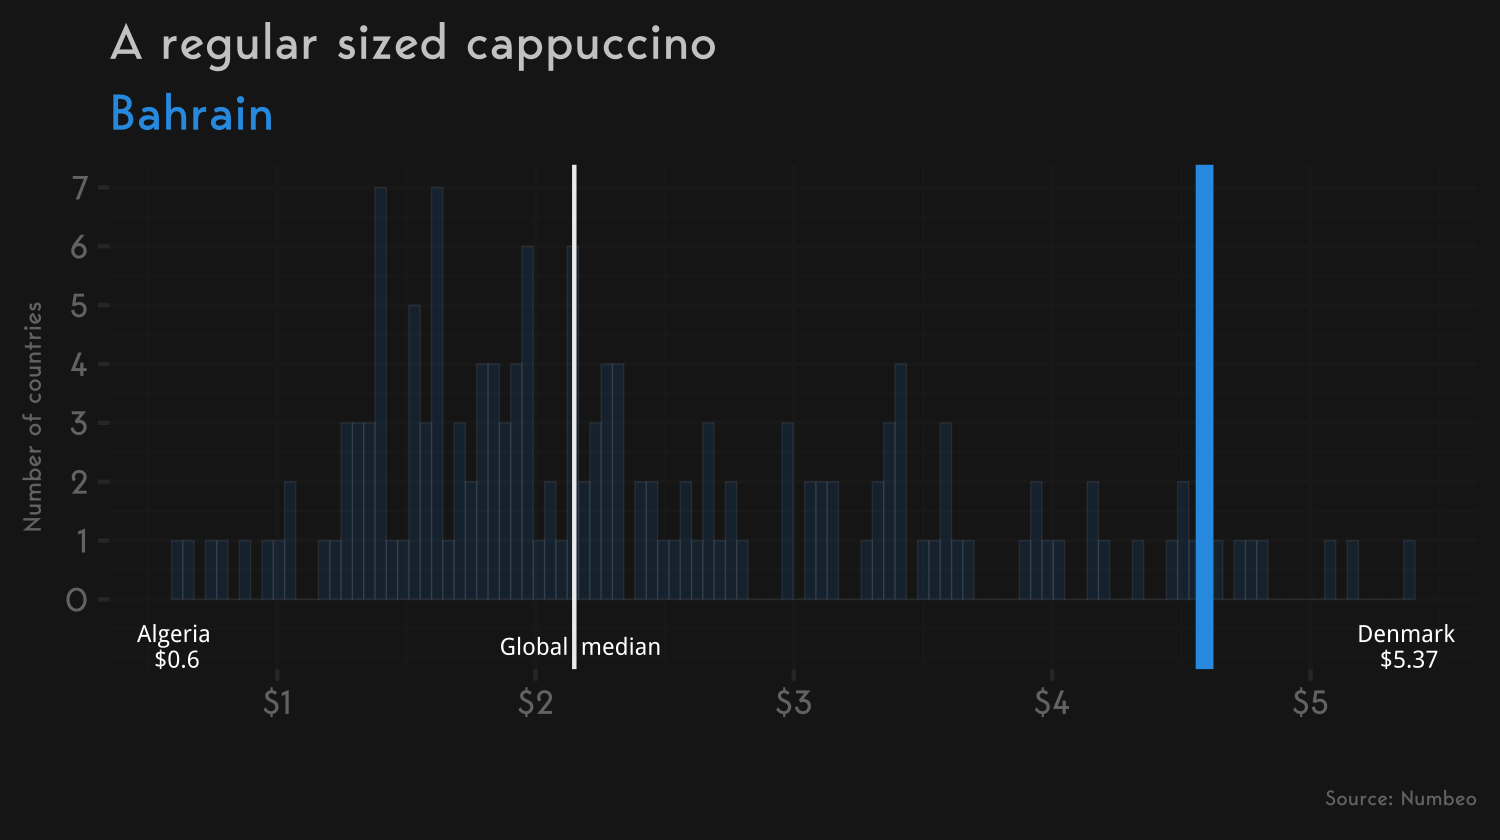 A regular sized cappuccino
Bahrain
Number of countries
7
6
5
4
3
2
1
0
Algeria
$0.6
Global median
Denmark
$5.37
$1 $2 $3 $4 $5
Source: Numbeo